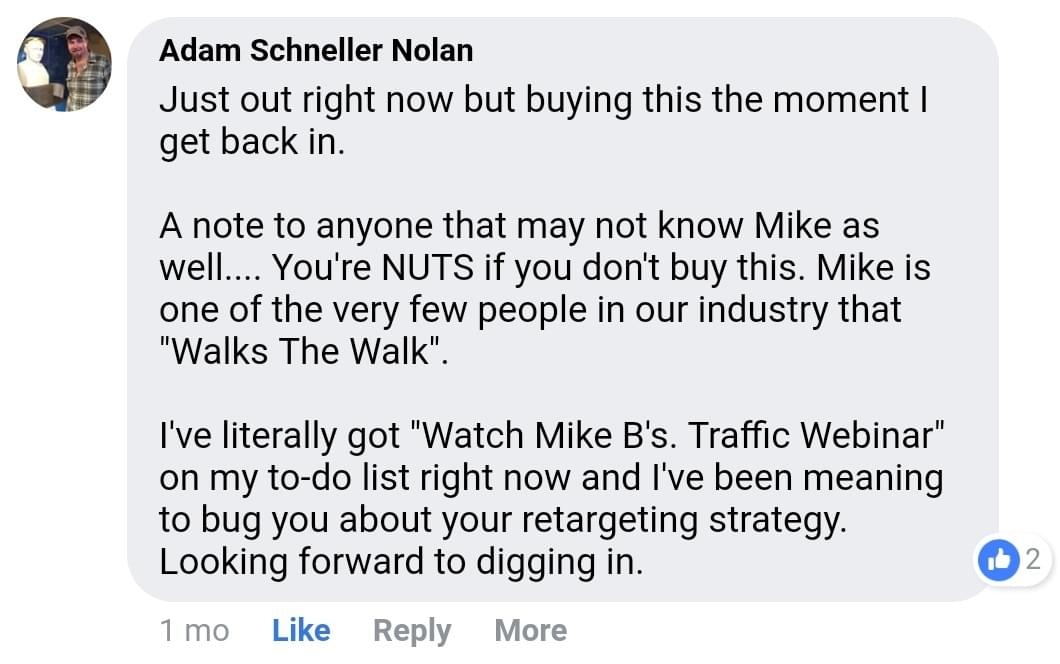 Adam Schneller Nolan
Just out right now but buying this the moment I
get back in.
A note to anyone that may not know Mike as
well.... You're NUTS if you don't buy this. Mike is
one of the very few people in our industry that
"Walks The Walk".
I've literally got "Watch Mike B's. Traffic Webinar"
on my to-do list right now and I've been meaning
to bug you about your retargeting strategy.
Looking forward to digging in.
2
1 mo Like Reply More